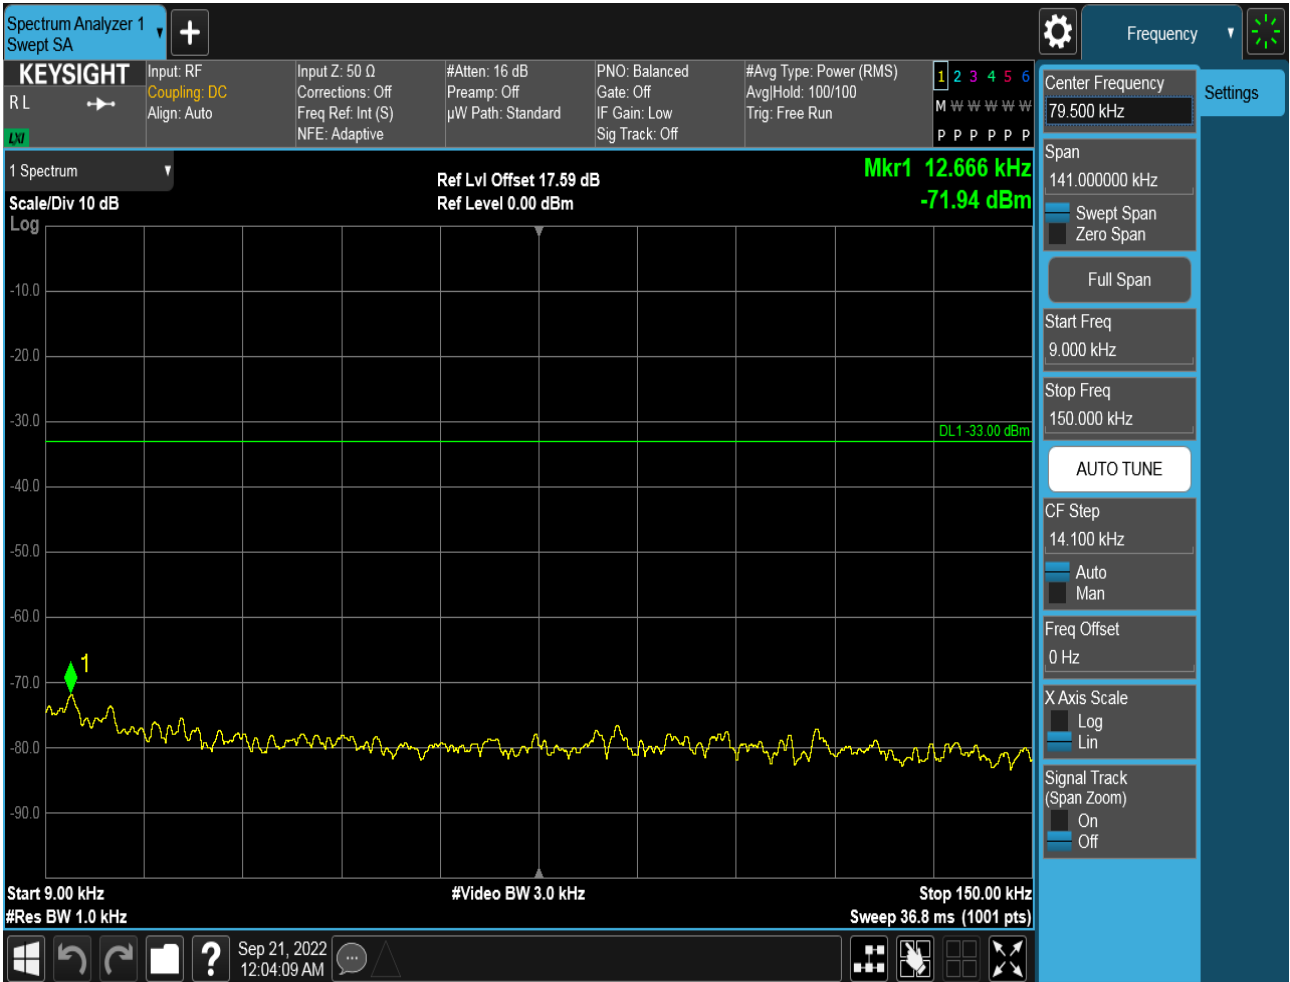 Spectrum Analyzer 1
Swept SA
Frequency
KEYSIGHT
R L
LXI
Input: RF
Coupling: DC
Align: Auto
Input Z: 50 Ω
Corrections: Off
Freq Ref: Int (S)
NFE: Adaptive
#Atten: 16 dB
Preamp: Off
µW Path: Standard
PNO: Balanced
Gate: Off
IF Gain: Low
Sig Track: Off
#Avg Type: Power (RMS)
Avg|Hold: 100/100
Trig: Free Run
1 2 3 4 5 6
M W W W W W
P P P P P P
1 Spectrum
Scale/Div 10 dB
Log
Ref Lvl Offset 17.59 dB
Ref Level 0.00 dBm
Mkr1 12.666 kHz
-71.94 dBm
-10.0
-20.0
-30.0
DL1 -33.00 dBm
-40.0
-50.0
-60.0
1
-70.0
-80.0
-90.0
Start 9.00 kHz
#Res BW 1.0 kHz
#Video BW 3.0 kHz
Stop 150.00 kHz
Sweep 36.8 ms (1001 pts)
Center Frequency
79.500 kHz
Span
141.000000 kHz
Swept Span
Zero Span
Full Span
Start Freq
9.000 kHz
Stop Freq
150.000 kHz
AUTO TUNE
CF Step
14.100 kHz
Auto
Man
Freq Offset
0 Hz
X Axis Scale
Log
Lin
Signal Track
(Span Zoom)
On
Off
Settings
?
Sep 21, 2022
12:04:09 AM